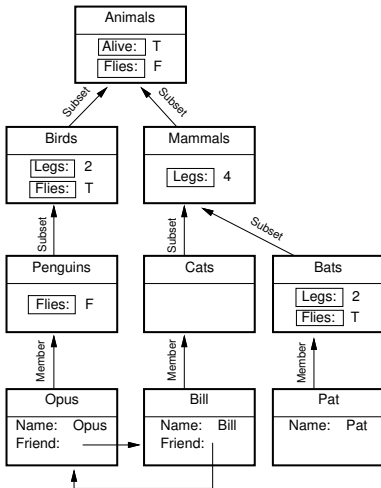 Animals
Alive: T
Flies: F
Subset
Subset
Birds
Legs: 2
Flies: T
Mammals
Legs: 4
Subset
Subset
Subset
Penguins
Flies: F
Cats
Bats
Legs: 2
Flies: T
Member
Member
Member
Opus
Name: Opus
Friend:
Bill
Name: Bill
Friend:
Pat
Name: Pat